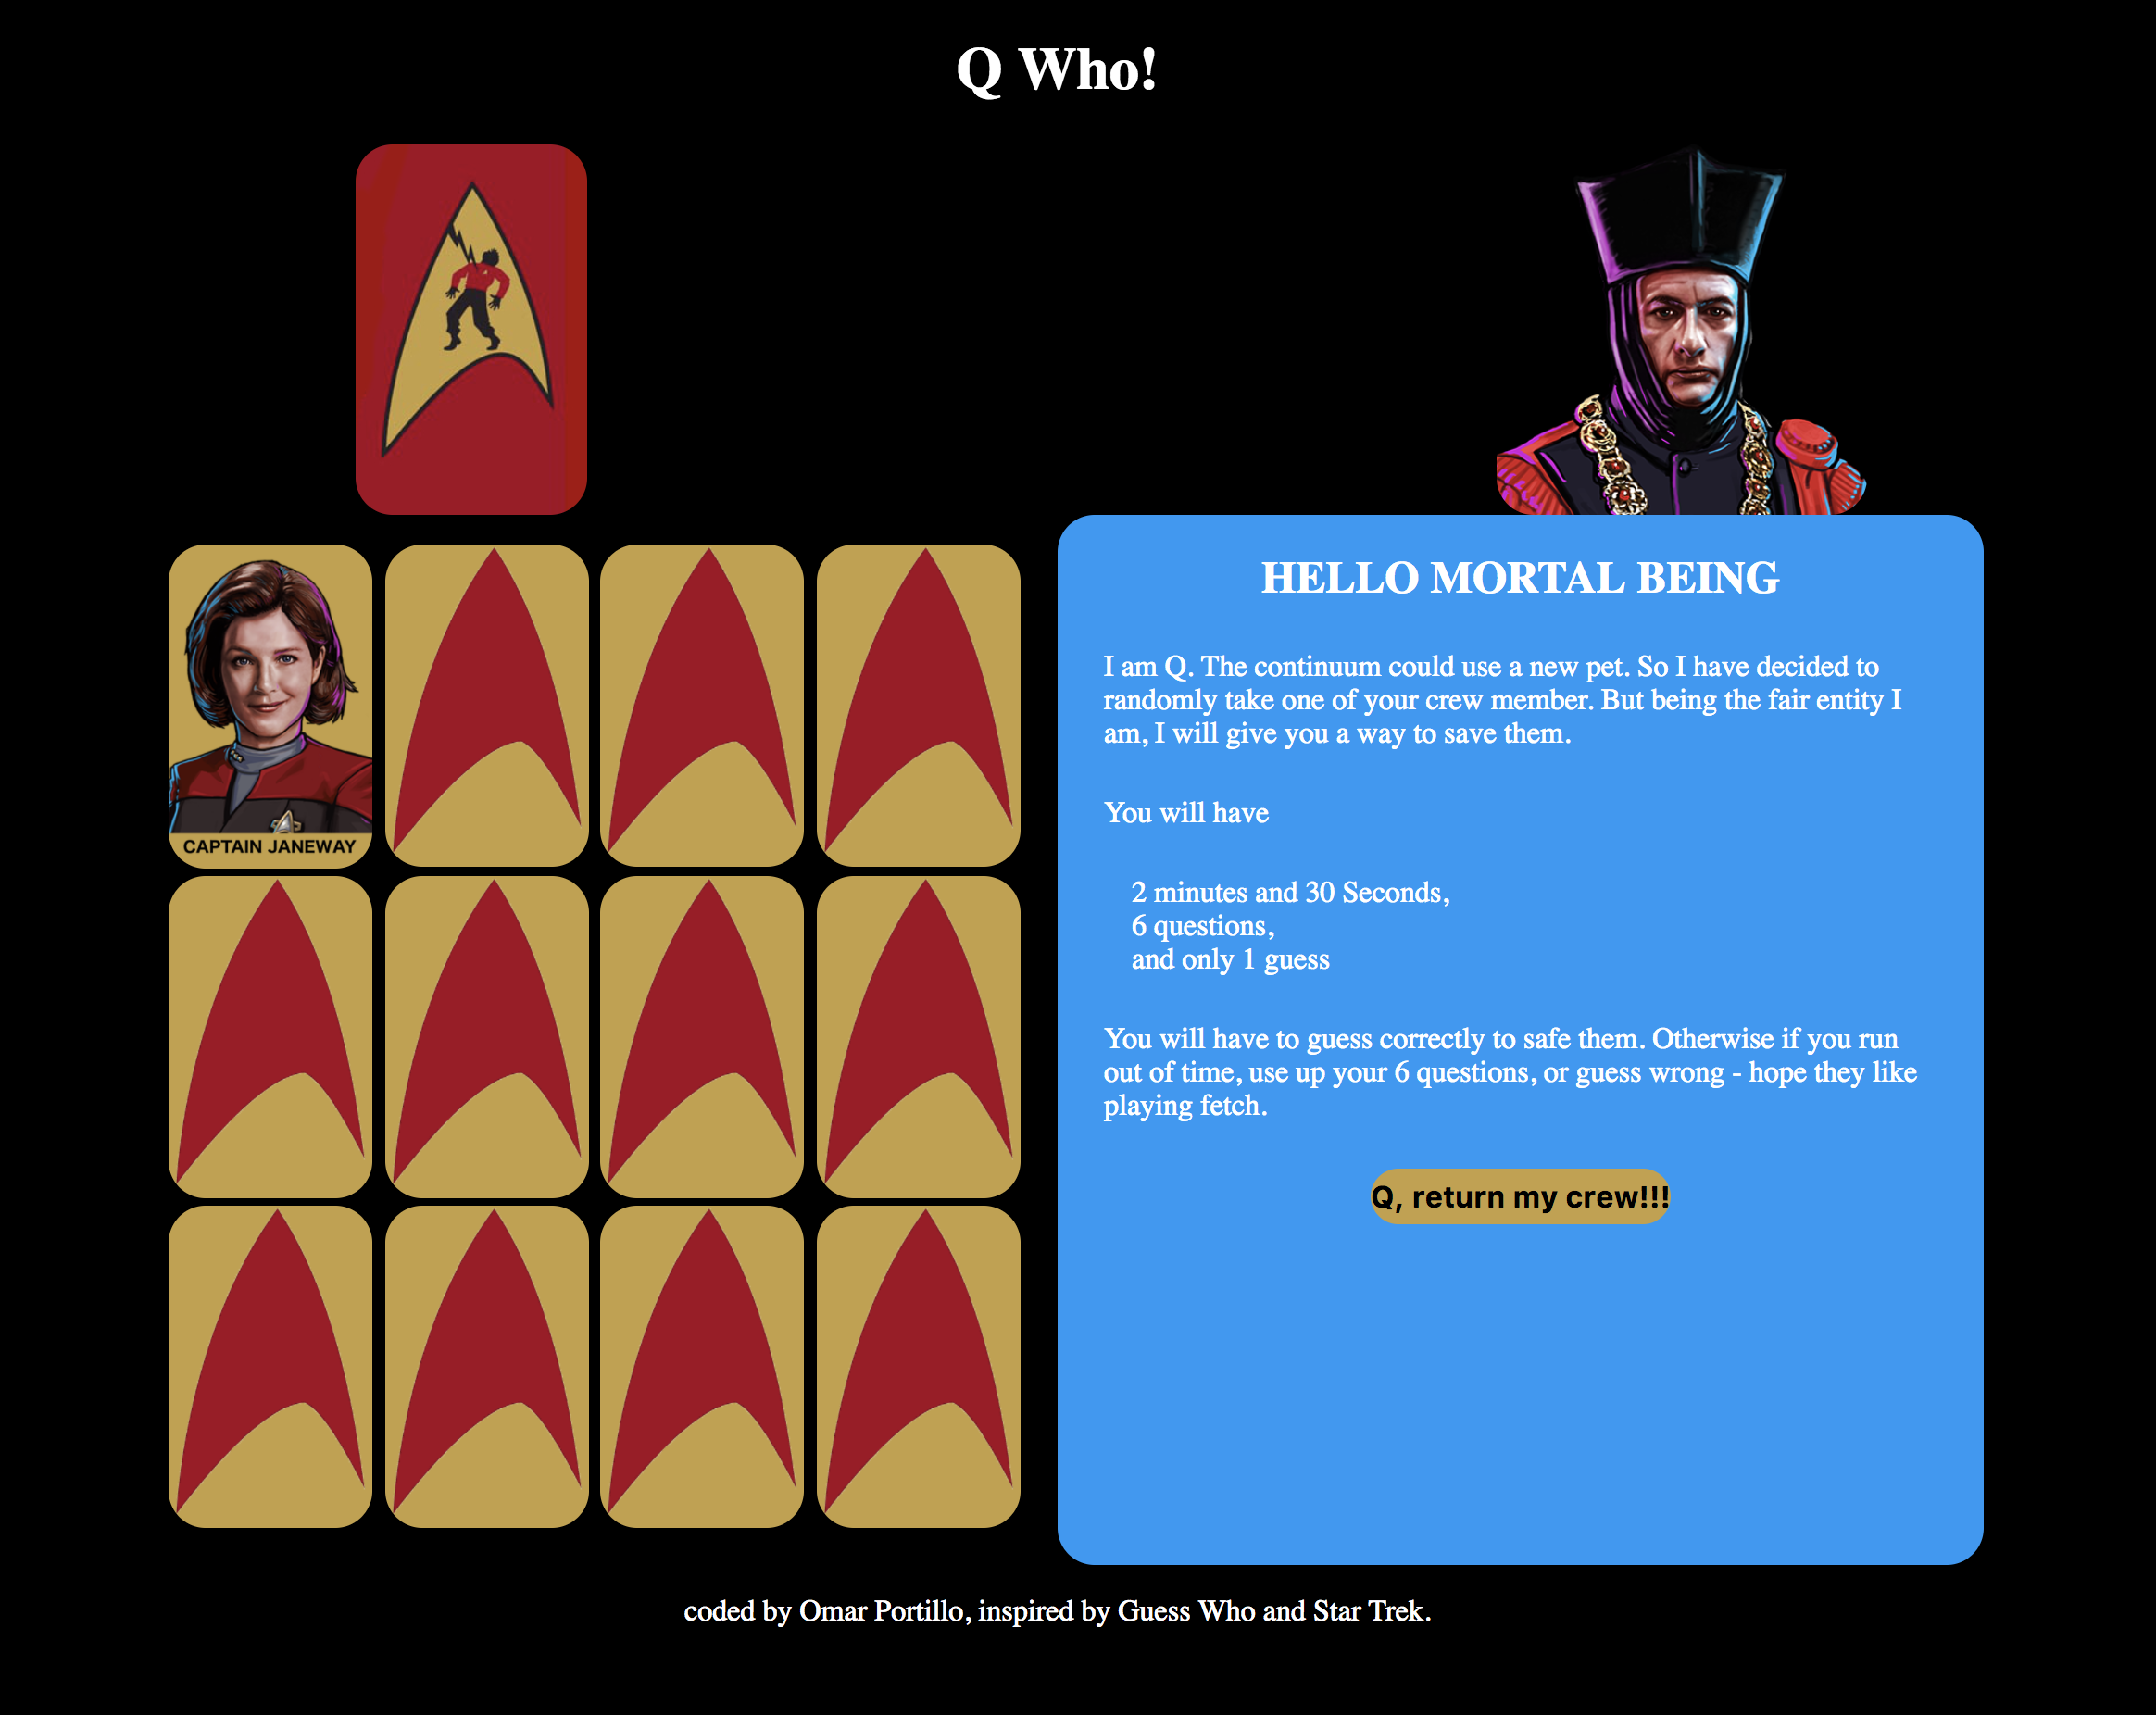 Q Who!
CAPTAIN JANEWAY
HELLO MORTAL BEING
I am Q. The continuum could use a new pet. So I have decided to
randomly take one of your crew member. But being the fair entity I
am, I will give you a way to save them.
You will have
2 minutes and 30 Seconds,
6 questions,
and only 1 guess
You will have to guess correctly to safe them. Otherwise if you run
out of time, use up your 6 questions, or guess wrong - hope they like
playing fetch.
Q, return my crew!!!
coded by Omar Portillo, inspired by Guess Who and Star Trek.